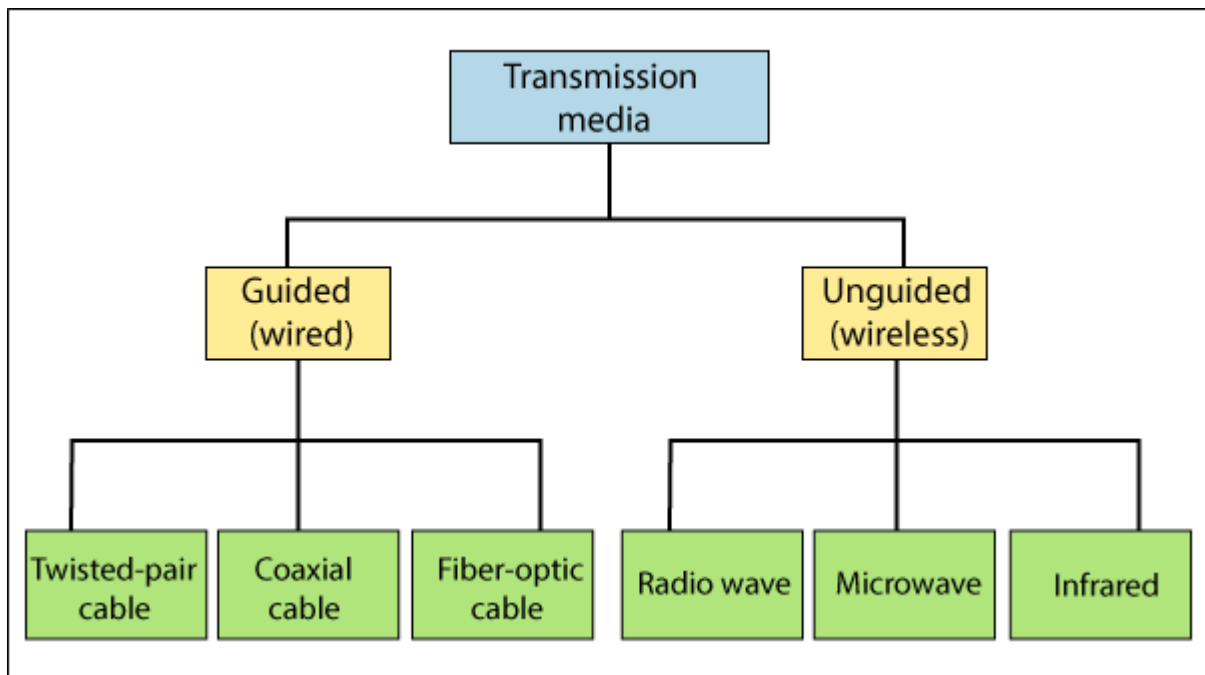 Transmission
media
Guided
(wired)
Unguided
(wireless)
Twisted-pair
cable
Coaxial
cable
Fiber-optic
cable
Radio wave
Microwave
Infrared